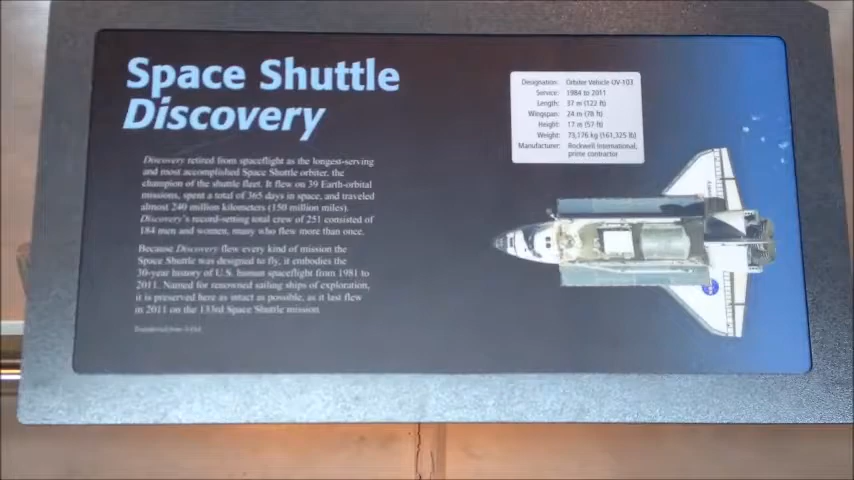 Space Shuttle
Discovery
Discovery retired from spaceflight as the longest-serving
and most accomplished Space Shuttle orbiter, the
champion of the shuttle fleet. It flew on 39 Earth-orbital
missions, spent a total of 365 days in space, and traveled
almost 240 million kilometers (150 million miles).
Discovery's record-setting total crew of 251 consisted of
184 men and women, many who flew more than once.
Because Discovery flew every kind of mission the
Space Shuttle was designed to fly, it embodies the
30-year history of U.S. human spaceflight from 1981 to
2011. Named for renowned sailing ships of exploration,
it is preserved here as intact as possible, as it last flew
in 2011 on the 133rd Space Shuttle mission.
Transferred from NASA
Designation: Orbiter Vehicle OV-103
Service: 1984 to 2011
Length: 37 m (122 ft)
Wingspan: 24 m (78 ft)
Height: 17 m (57 ft)
Weight: 73,176 kg (161,325 lb)
Manufacturer: Rockwell International,
prime contractor